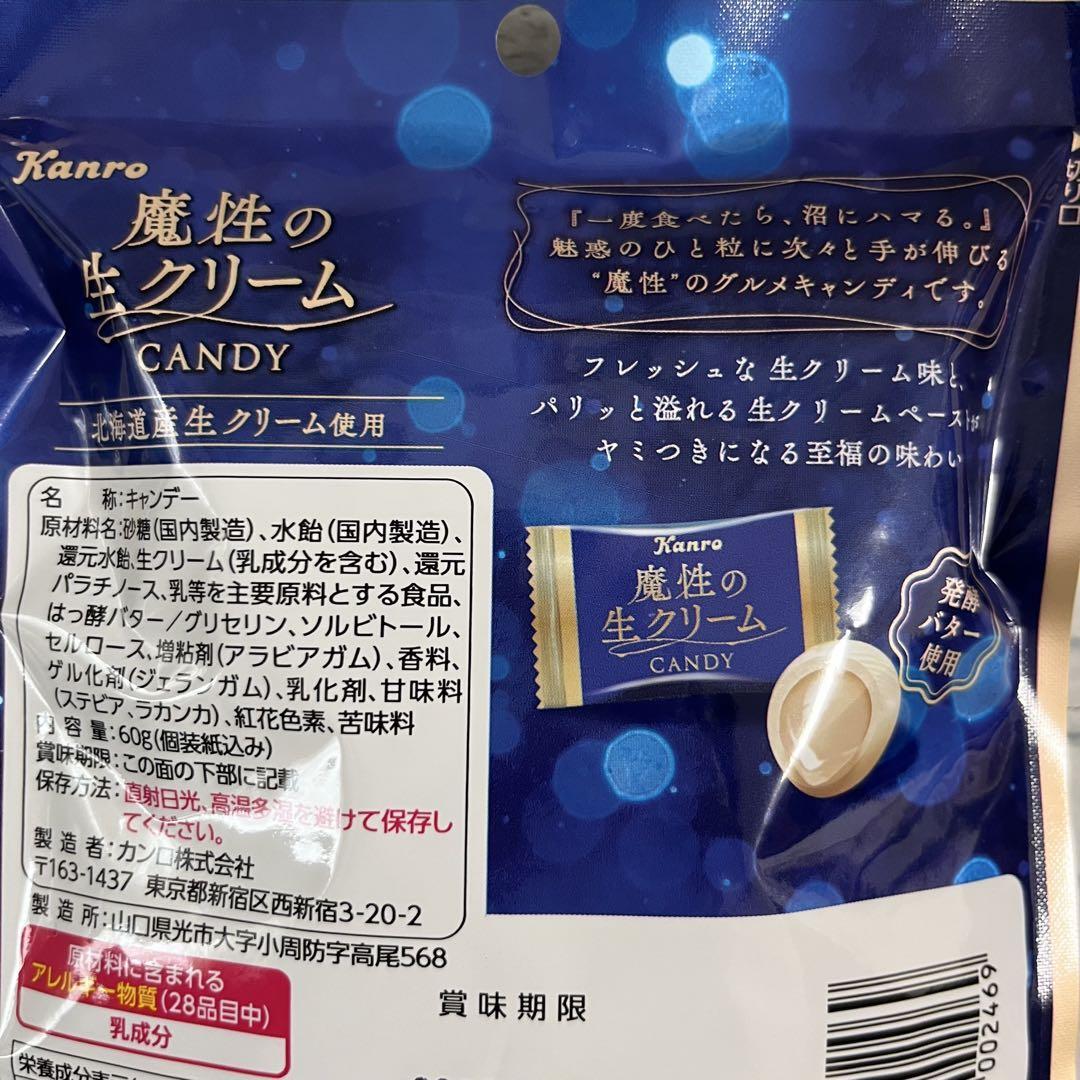 Kanro
魔性の
生クリーム
CANDY
北海道産生クリーム使用
『一度食べたら、沼にハマる。』
魅惑のひと粒に次々と手が伸びる
“魔性”のグルメキャンディです。
フレッシュな生クリーム味と、
パリッと溢れる生クリームペーストが
ヤミつきになる至福の味わい
切り口
Kanro
魔性の
生クリーム
CANDY
発酵
バター
使用
名 称:キャンデー
原材料名:砂糖(国内製造)、水飴(国内製造)、
還元水飴、生クリーム(乳成分を含む)、還元
パラチノース、乳等を主要原料とする食品、
はっ酵バター/グリセリン、ソルビトール、
セルロース、増粘剤(アラビアガム)、香料、
ゲル化剤(ジェランガム)、乳化剤、甘味料
(ステビア、ラカンカ)、紅花色素、苦味料
内容量:60g(個装紙込み)
賞味期限:この面の下部に記載
保存方法:直射日光、高温多湿を避けて保存し
てください。
製造者:カンロ株式会社
〒163-1437 東京都新宿区西新宿3-20-2
製造所:山口県光市大字小周防字高尾568
原材料に含まれる
アレルギー物質(28品目中)
乳成分
賞味期限
002469